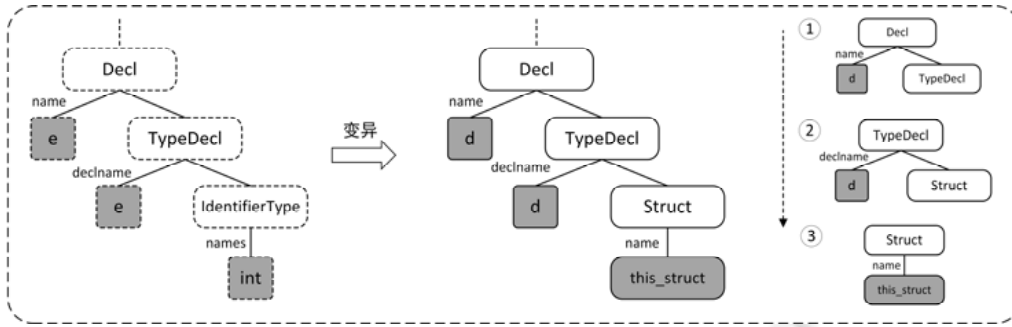 Decl
name
e
TypeDecl
declname
e
IdentifierType
names
int
变异
Decl
name
d
TypeDecl
declname
d
Struct
name
this_struct
1
Decl
name
d
TypeDecl
2
TypeDecl
declname
d
Struct
3
Struct
name
this_struct